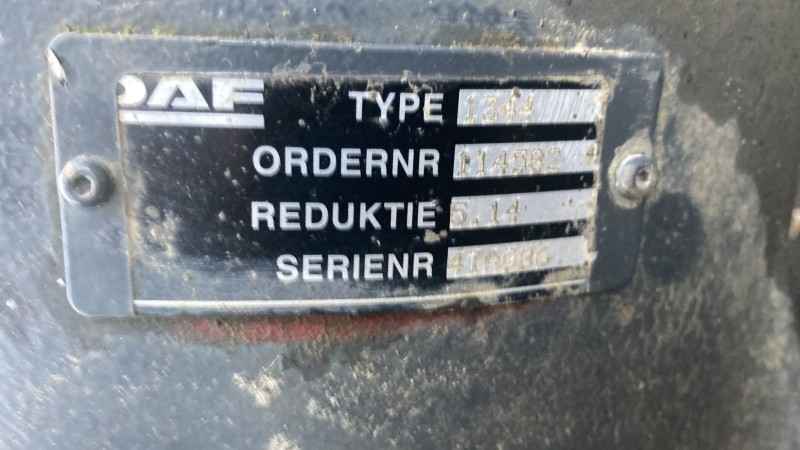 DAF TYPE 1344
ORDERNR
REDUKTIE 5.14
SERIENR